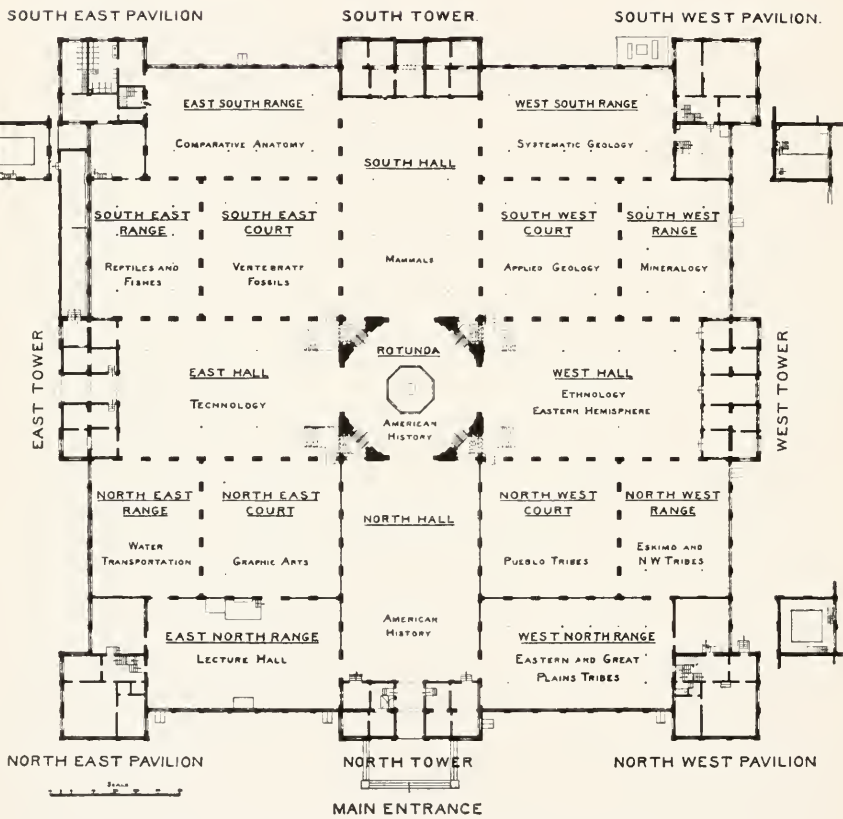 SOUTH EAST PAVILION
SOUTH TOWER.
SOUTH WEST PAVILION.
EAST SOUTH RANGE
COMPARATIVE ANATOMY
SOUTH HALL
MAMMALS
WEST SOUTH RANGE
SYSTEMATIC GEOLOGY
SOUTH EAST
RANGE.
REPTILES AND
FISHES
SOUTH EAST
COURT
VERTEBRATE
FOSSILS
SOUTH WEST
COURT
APPLIED GEOLOGY
SOUTH WEST
RANGE
MINERALOGY
EAST TOWER
EAST HALL
TECHNOLOGY
ROTUNDA
AMERICAN
HISTORY
WEST HALL
ETHNOLOGY
EASTERN HEMISPHERE
WEST TOWER
NORTH EAST
RANGE
WATER
TRANSPORTATION
NORTH EAST
COURT
GRAPHIC ARTS
NORTH HALL
AMERICAN
HISTORY
NORTH WEST
COURT
PUEBLO TRIBES
NORTH WEST
RANGE
ESKIMO AND
NW TRIBES
EAST NORTH RANGE
LECTURE HALL
WEST NORTH RANGE
EASTERN AND GREAT
PLAINS TRIBES
NORTH EAST PAVILION
NORTH TOWER
NORTH WEST PAVILION
SCALE
MAIN ENTRANCE